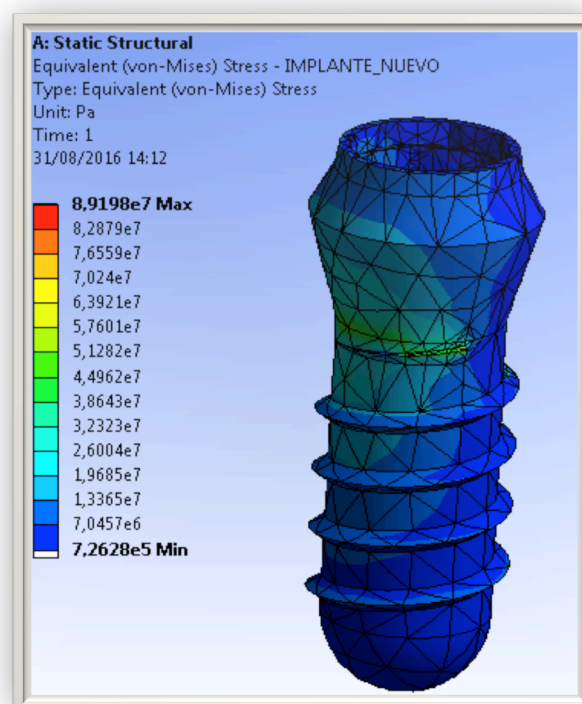 A: Static Structural
Equivalent (von-Mises) Stress - IMPLANTE_NUEVO
Type: Equivalent (von-Mises) Stress
Unit: Pa
Time: 1
31/08/2016 14:12
8,9198e7 Max
8,2879e7
7,6559e7
7,024e7
6,3921e7
5,7601e7
5,1282e7
4,4962e7
3,8643e7
3,2323e7
2,6004e7
1,9685e7
1,3365e7
7,0457e6
7,2628e5 Min